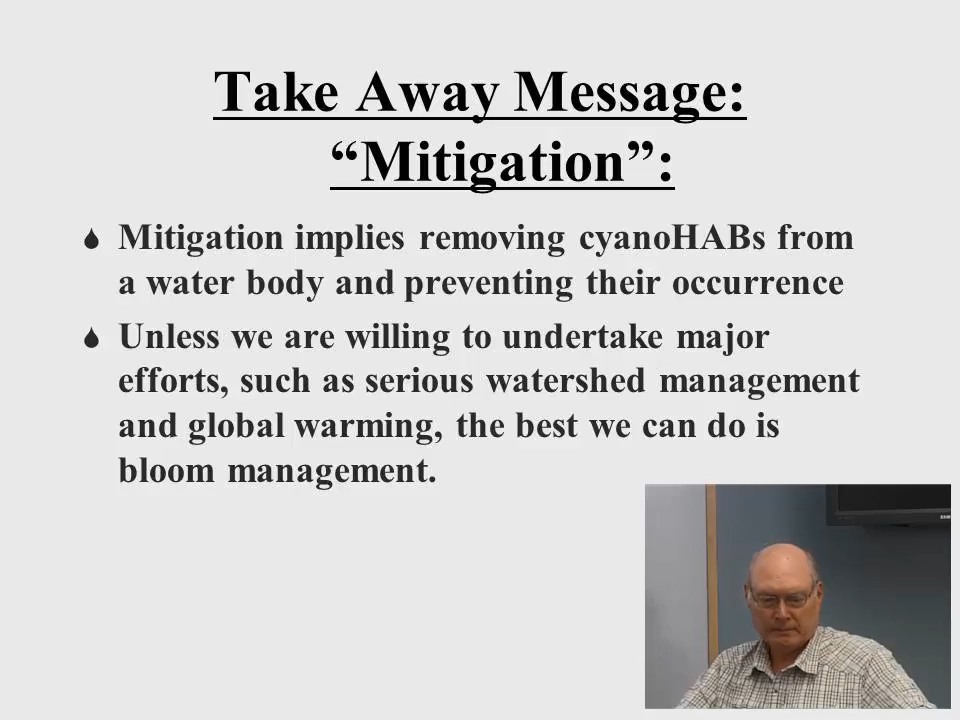 Take Away Message:
“Mitigation”:
Mitigation implies removing cyanoHABs from
a water body and preventing their occurrence
Unless we are willing to undertake major
efforts, such as serious watershed management
and global warming, the best we can do is
bloom management.